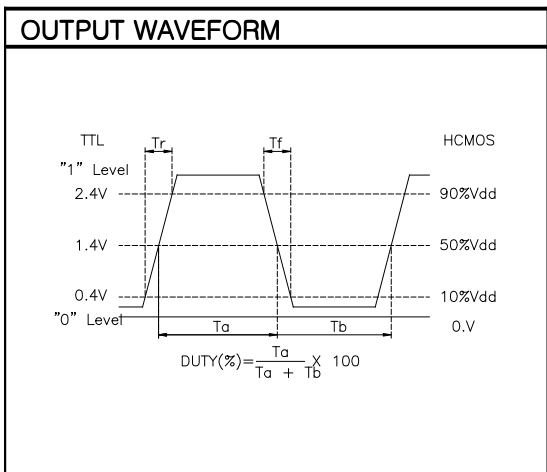 OUTPUT WAVEFORM
TTL Tr Tf HCMOS
"1" Level
2.4V 90%Vdd
1.4V 50%Vdd
0.4V 10%Vdd
"0" Level Ta Tb 0.V
DUTY(%)=Ta/Ta + Tb X 100